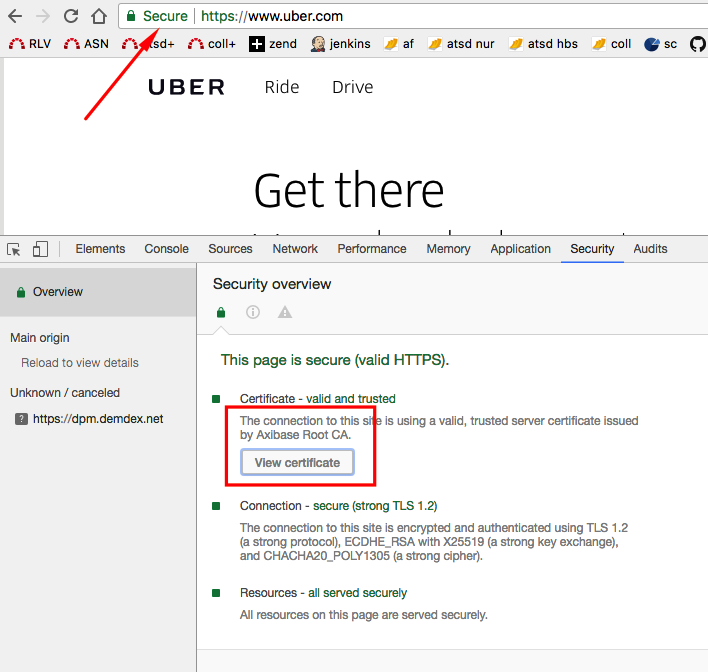 Secure https://www.uber.com
RLV ASN coll+ zend jenkins af atsd nur atsd hbs coll sc
UBER Ride Drive
Get there
Elements Console Sources Network Performance Memory Application Security Audits
Overview
Main origin
Reload to view details
Unknown / canceled
? https://dpm.demdex.net
Security overview
This page is secure (valid HTTPS).
Certificate - valid and trusted
The connection to this site is using a valid, trusted server certificate issued
by Axibase Root CA.
View certificate
Connection - secure (strong TLS 1.2)
The connection to this site is encrypted and authenticated using TLS 1.2
(a strong protocol), ECDHE_RSA with X25519 (a strong key exchange),
and CHACHA20_POLY1305 (a strong cipher).
Resources - all served securely
All resources on this page are served securely.